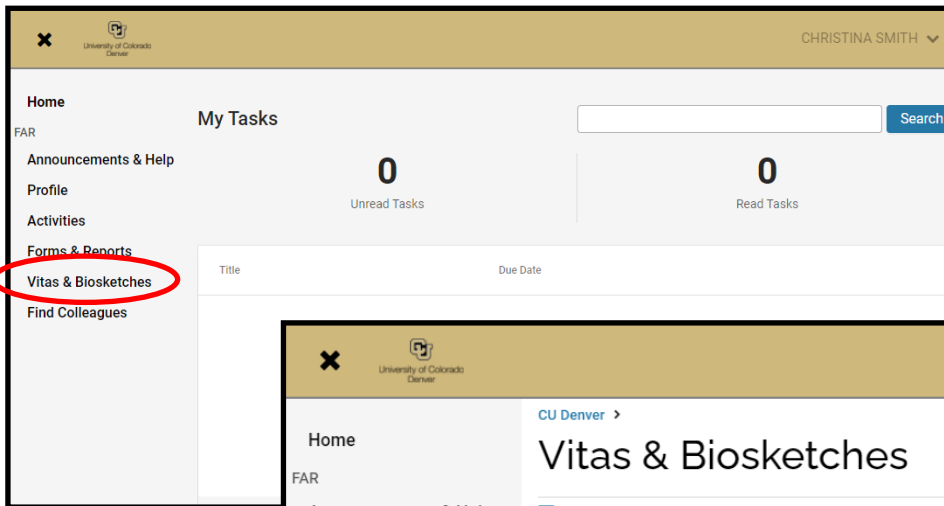 University of Colorado
Denver
CHRISTINA SMITH
Home
FAR
Announcements & Help
Profile
Activities
Forms & Reports
Vitas & Biosketches
Find Colleagues
My Tasks
Search
0
Unread Tasks
0
Read Tasks
Title
Due Date
University of Colorado
Denver
Home
FAR
CU Denver >
Vitas & Biosketches